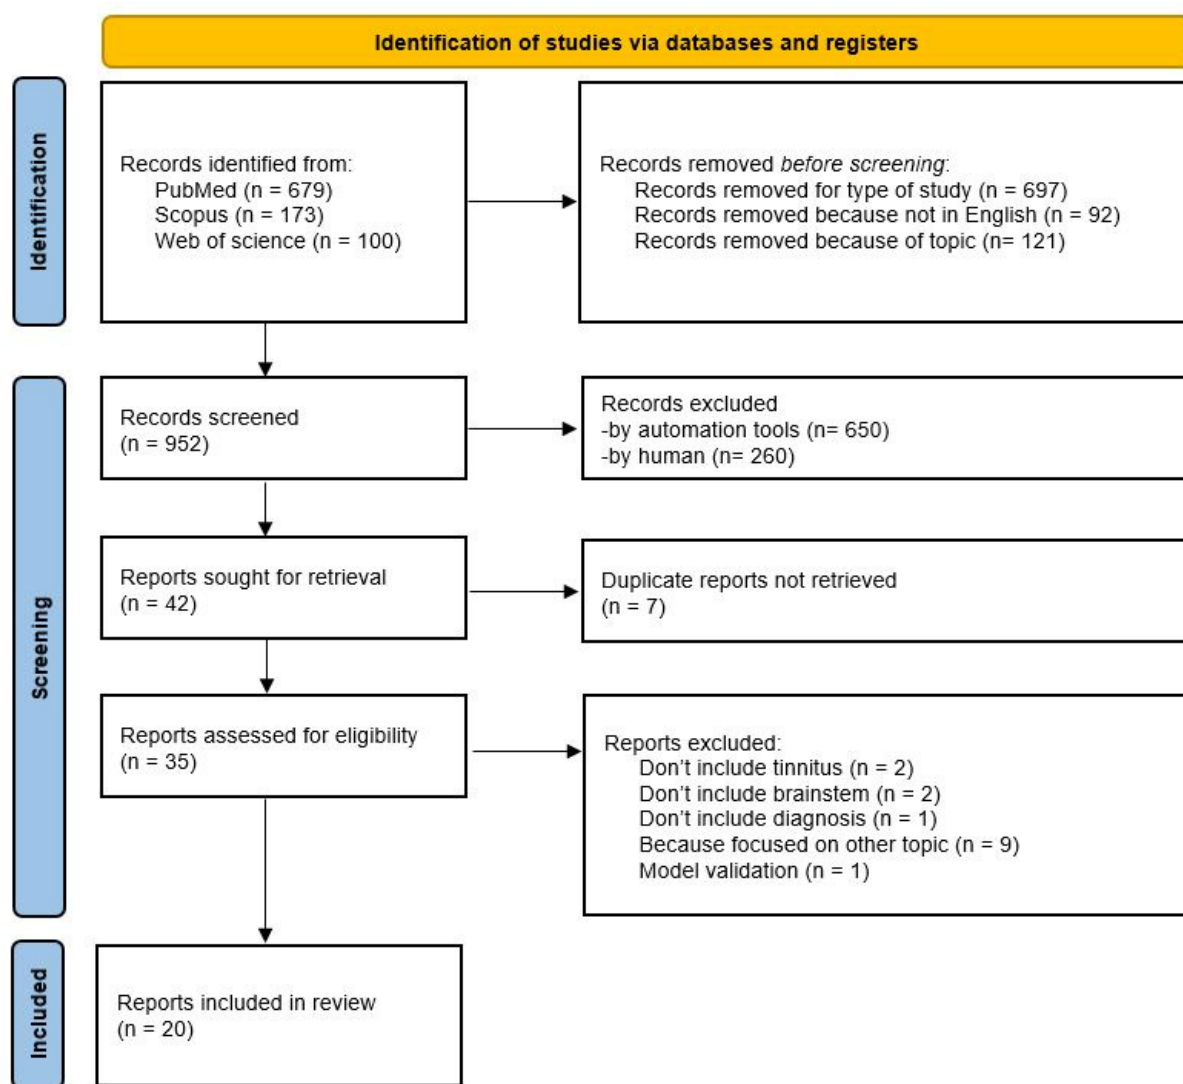 Identification of studies via databases and registers
Identification
Records identified from:
PubMed (n = 679)
Scopus (n = 173)
Web of science (n = 100)
Records removed before screening:
Records removed for type of study (n = 697)
Records removed because not in English (n = 92)
Records removed because of topic (n= 121)
Screening
Records screened
(n = 952)
Records excluded
-by automation tools (n= 650)
-by human (n= 260)
Reports sought for retrieval
(n = 42)
Duplicate reports not retrieved
(n = 7)
Reports assessed for eligibility
(n = 35)
Reports excluded:
Don’t include tinnitus (n = 2)
Don’t include brainstem (n = 2)
Don’t include diagnosis (n = 1)
Because focused on other topic (n = 9)
Model validation (n = 1)
Included
Reports included in review
(n = 20)